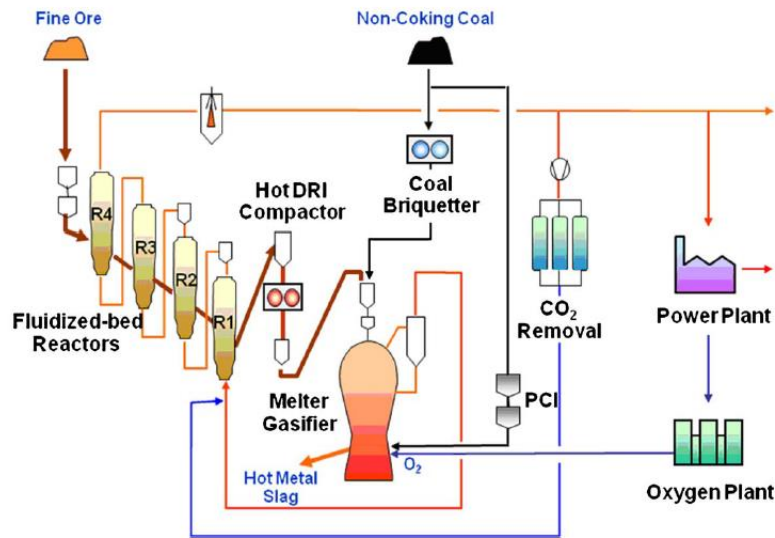 Fine Ore
Non-Coking Coal
R4
R3
R2
R1
Hot DRI
Compactor
Coal
Briquetter
Fluidized-bed
Reactors
CO₂
Removal
Power Plant
Melter
Gasifier
PCI
O₂
Hot Metal
Slag
Oxygen Plant